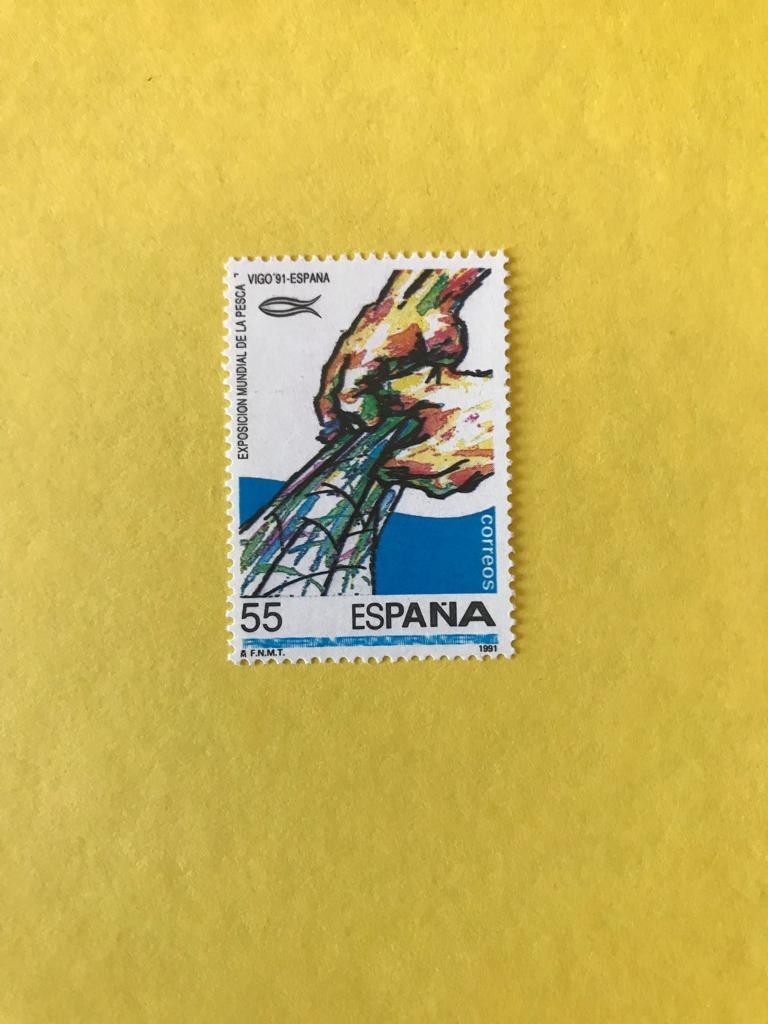 VIGO'91-ESPAÑA
EXPOSICION MUNDIAL DE LA PESCA
correos
55 ESPAÑA
F.N.M.T. 1991